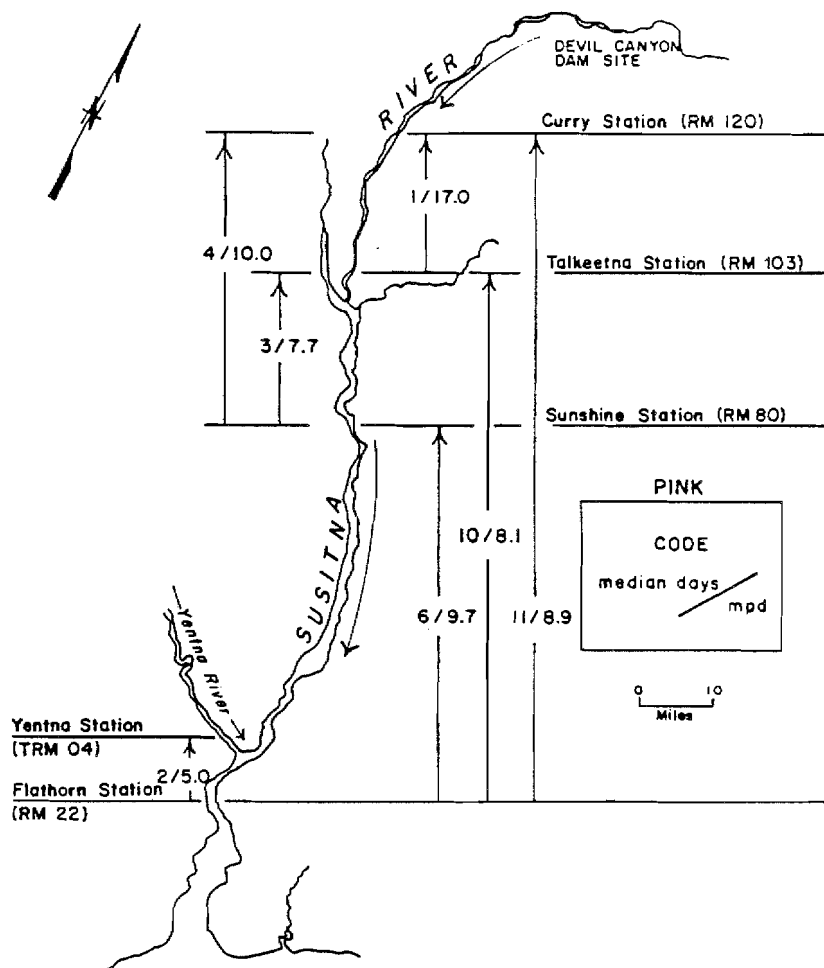 DEVIL CANYON
DAM SITE
RIVER
Curry Station (RM 120)
1/17.0
4/10.0
Talkeetna Station (RM 103)
3/7.7
Sunshine Station (RM 80)
PINK
CODE
median days
mpd
10/8.1
6/9.7
11/8.9
SUSITNA
Yentna River
0 10
Miles
Yentna Station
(TRM 04)
2/5.0
Flathorn Station
(RM 22)